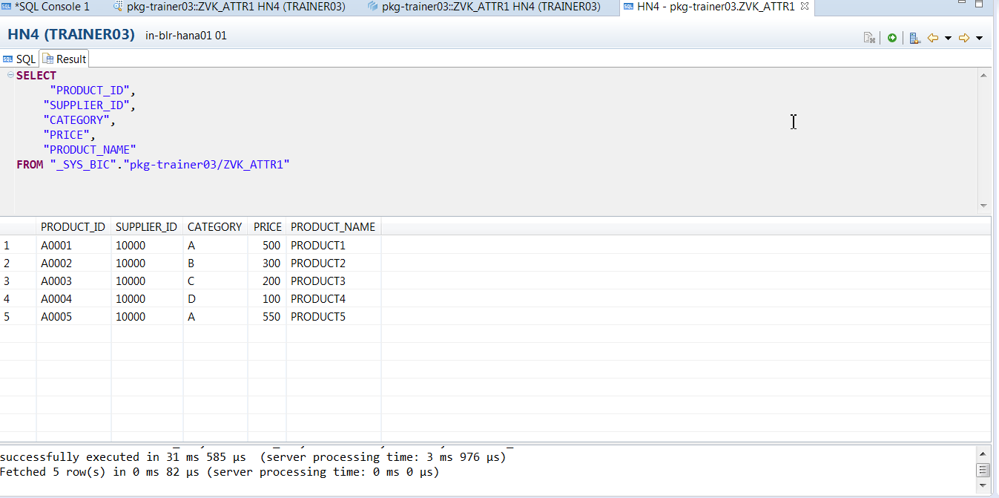 *SQL Console 1 pkg-trainer03::ZVK_ATTR1 HN4 (TRAINER03) pkg-trainer03::ZVK_ATTR1 HN4 (TRAINER03) SQL HN4 - pkg-trainer03.ZVK_ATTR1
HN4 (TRAINER03) in-blr-hana01 01
SQL SQL Result
SELECT
"PRODUCT_ID",
"SUPPLIER_ID",
"CATEGORY",
"PRICE",
"PRODUCT_NAME"
FROM "_SYS_BIC"."pkg-trainer03/ZVK_ATTR1"
PRODUCT_ID SUPPLIER_ID CATEGORY PRICE PRODUCT_NAME
1 A0001 10000 A 500 PRODUCT1
2 A0002 10000 B 300 PRODUCT2
3 A0003 10000 C 200 PRODUCT3
4 A0004 10000 D 100 PRODUCT4
5 A0005 10000 A 550 PRODUCT5
successfully executed in 31 ms 585 µs (server processing time: 3 ms 976 µs)
Fetched 5 row(s) in 0 ms 82 µs (server processing time: 0 ms 0 µs)